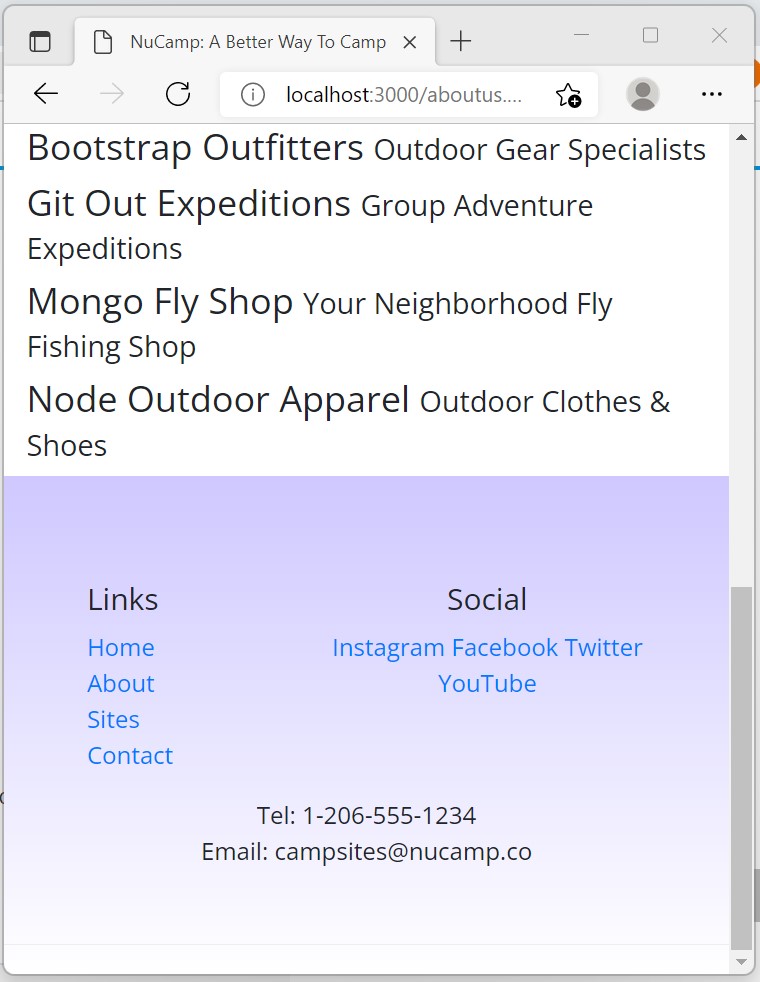 NuCamp: A Better Way To Camp
localhost:3000/aboutus....
Bootstrap Outfitters Outdoor Gear Specialists
Git Out Expeditions Group Adventure
Expeditions
Mongo Fly Shop Your Neighborhood Fly
Fishing Shop
Node Outdoor Apparel Outdoor Clothes &
Shoes
Links
Home
About
Sites
Contact
Social
Instagram Facebook Twitter
YouTube
Tel: 1-206-555-1234
Email: campsites@nucamp.co